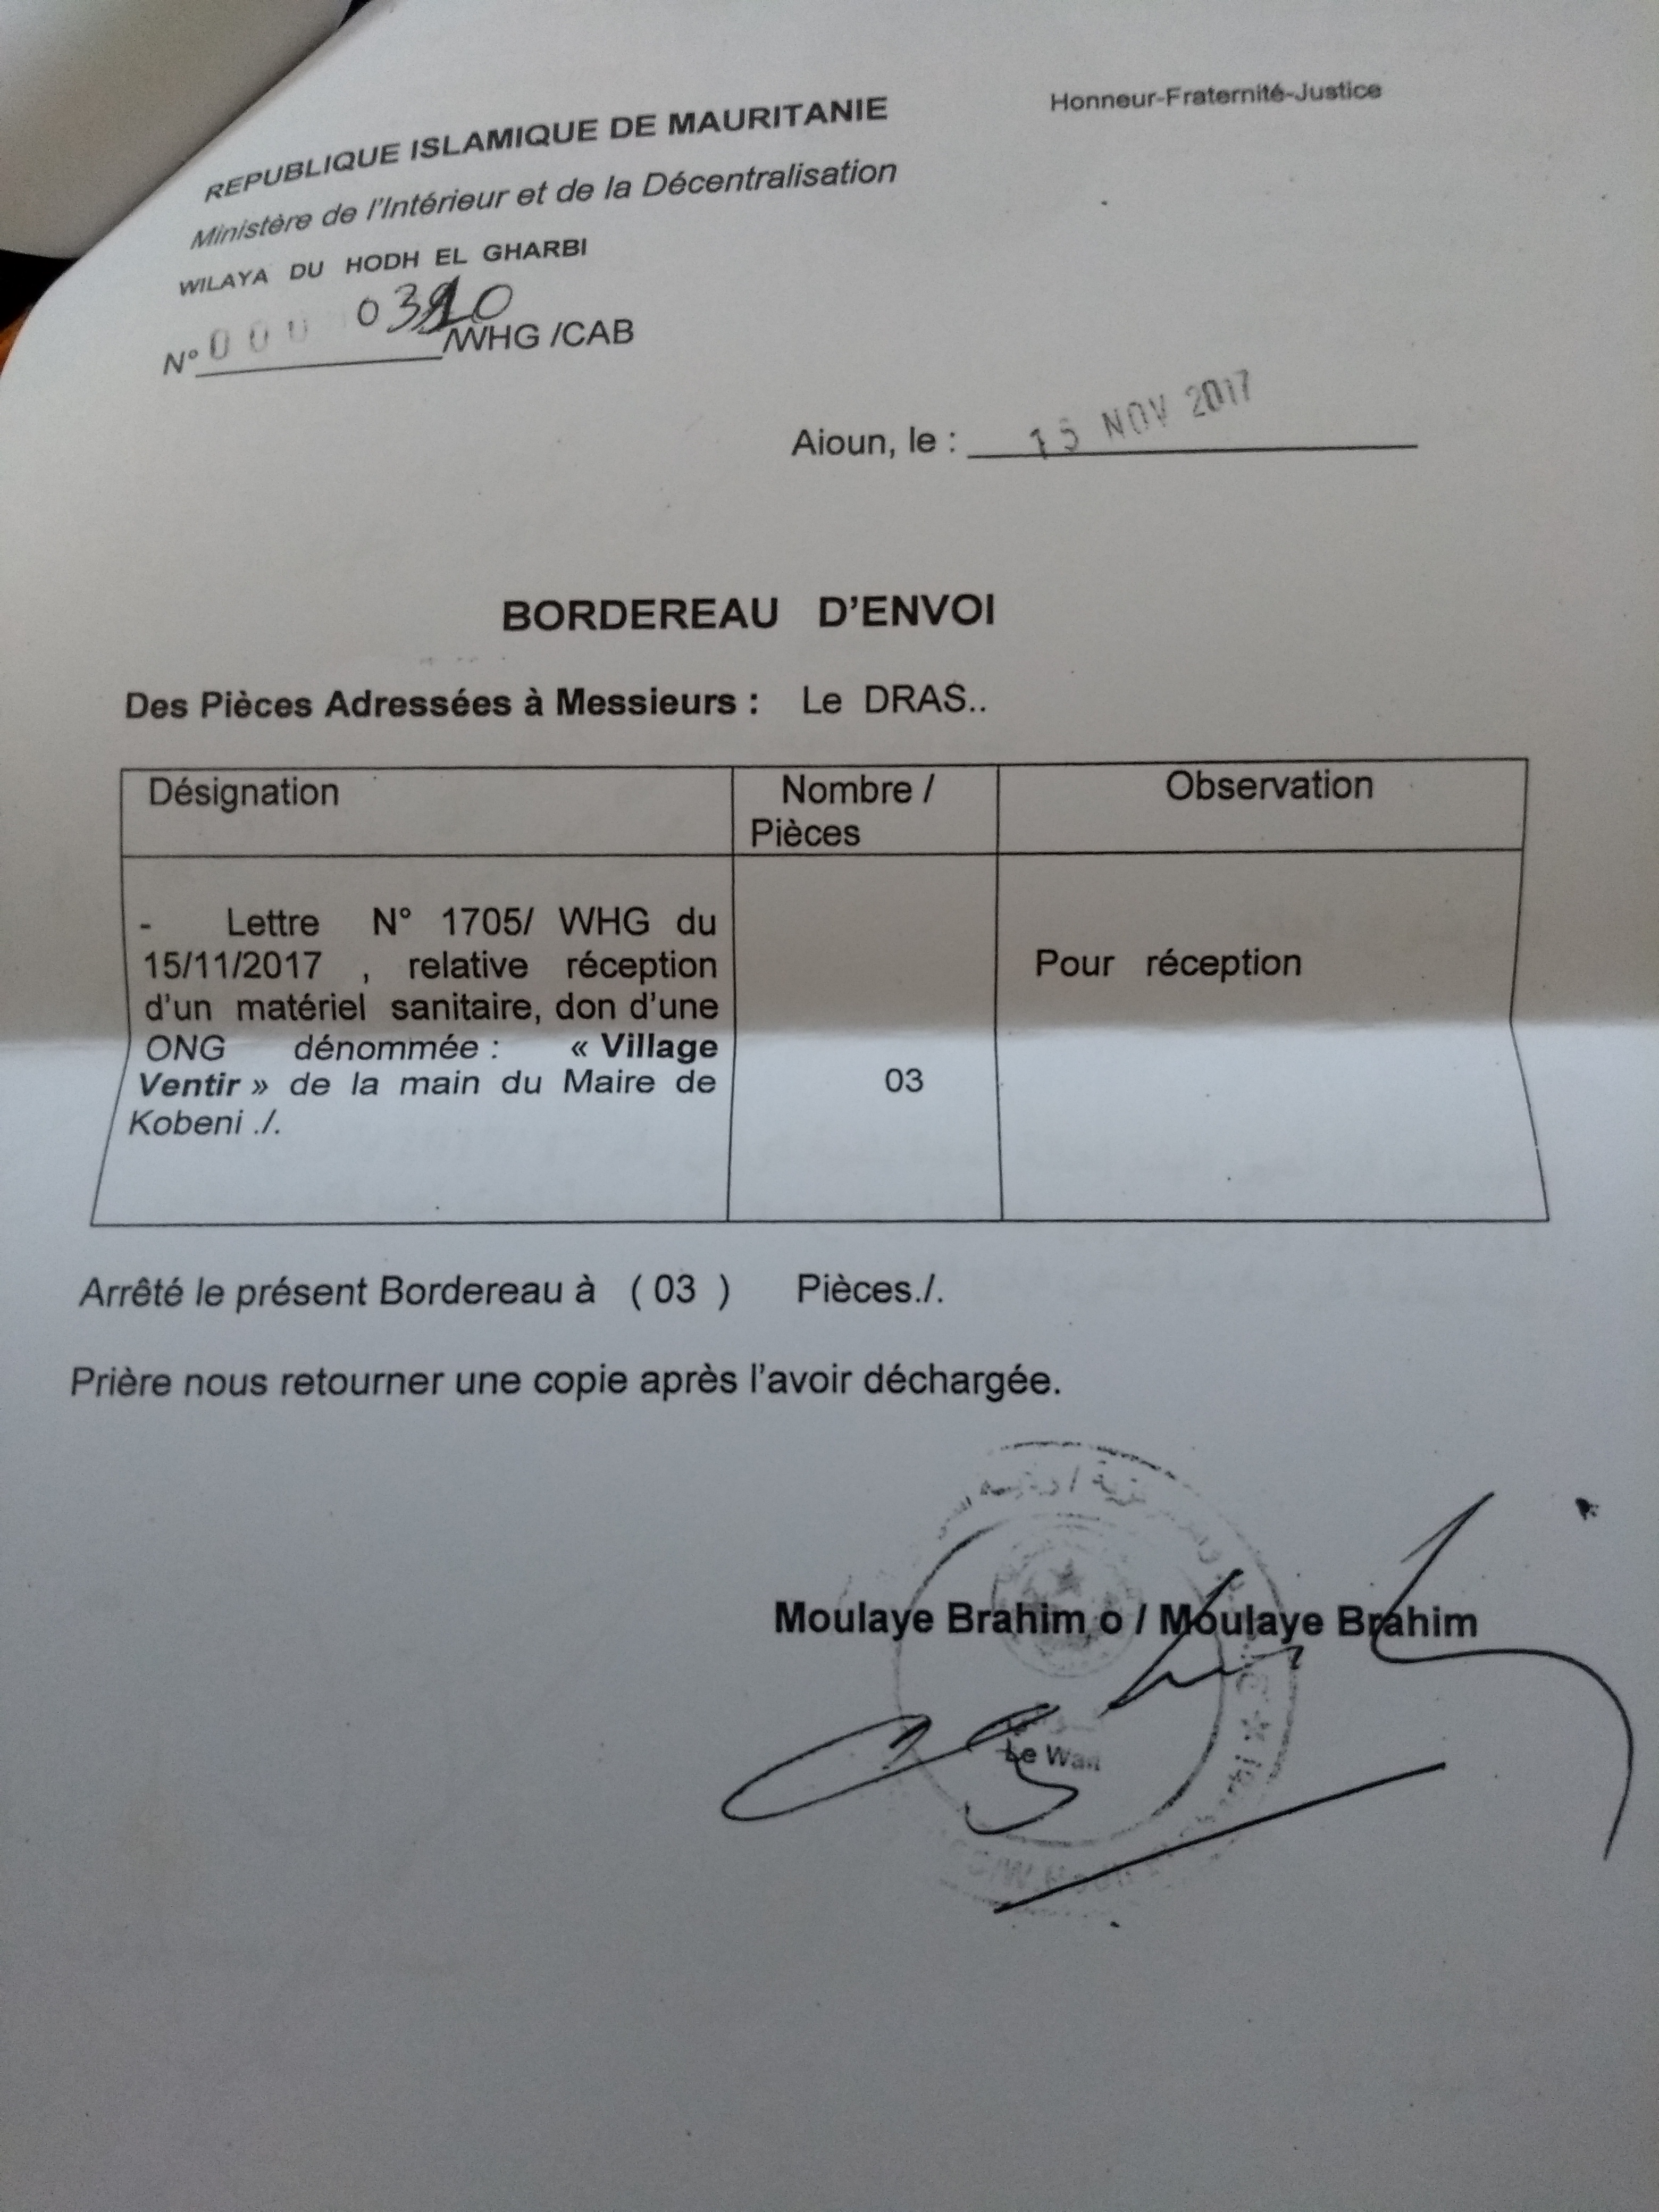 REPUBLIQUE ISLAMIQUE DE MAURITANIE
Honneur-Fraternité-Justice
Ministère de l'Intérieur et de la Décentralisation
WILAYA DU HODH EL GHARBI
N° /WHG /CAB
Aioun, le : 15 NOV 2017
BORDEREAU D'ENVOI
Des Pièces Adressées à Messieurs : Le DRAS..
Désignation
Nombre /
Pièces
Observation
- Lettre N° 1705/ WHG du
15/11/2017 , relative réception
d'un matériel sanitaire, don d'une
ONG dénommée : « Village
Ventir » de la main du Maire de
Kobeni ./.
03
Pour réception
Arrêté le présent Bordereau à ( 03 ) Pièces./.
Prière nous retourner une copie après l'avoir déchargée.
Moulaye Brahim o / Moulaye Brahim
Le Wali